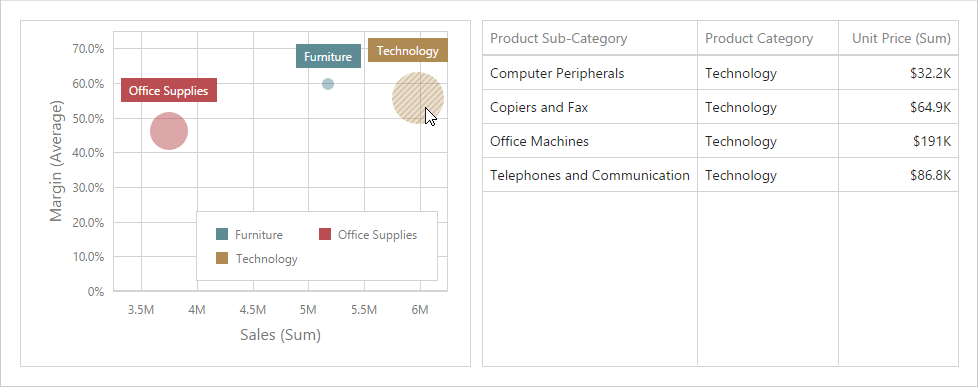 70.0%
60.0%
50.0%
40.0%
30.0%
20.0%
10.0%
0%
Margin (Average)
Office Supplies
Furniture
Technology
Furniture
Office Supplies
Technology
3.5M 4M 4.5M 5M 5.5M 6M
Sales (Sum)
Product Sub-Category Product Category Unit Price (Sum)
Computer Peripherals Technology $32.2K
Copiers and Fax Technology $64.9K
Office Machines Technology $191K
Telephones and Communication Technology $86.8K